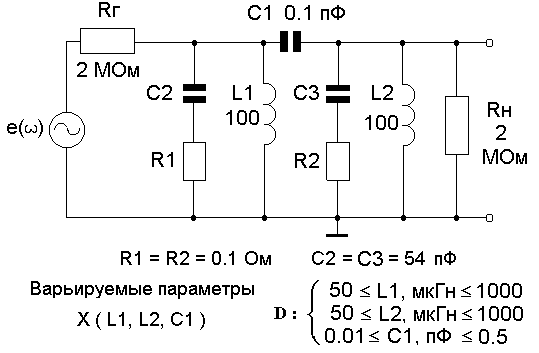 Rг
2 МОм
C1 0.1 пФ
C2
L1
100
C3
L2
100
Rн
2
МОм
e(ω)
R1
R2
R1 = R2 = 0.1 Ом C2 = C3 = 54 пФ
Варьируемые параметры
X ( L1, L2, C1 )
D :
50 ≤ L1, мкГн ≤ 1000
50 ≤ L2, мкГн ≤ 1000
0.01 ≤ C1, пФ ≤ 0.5